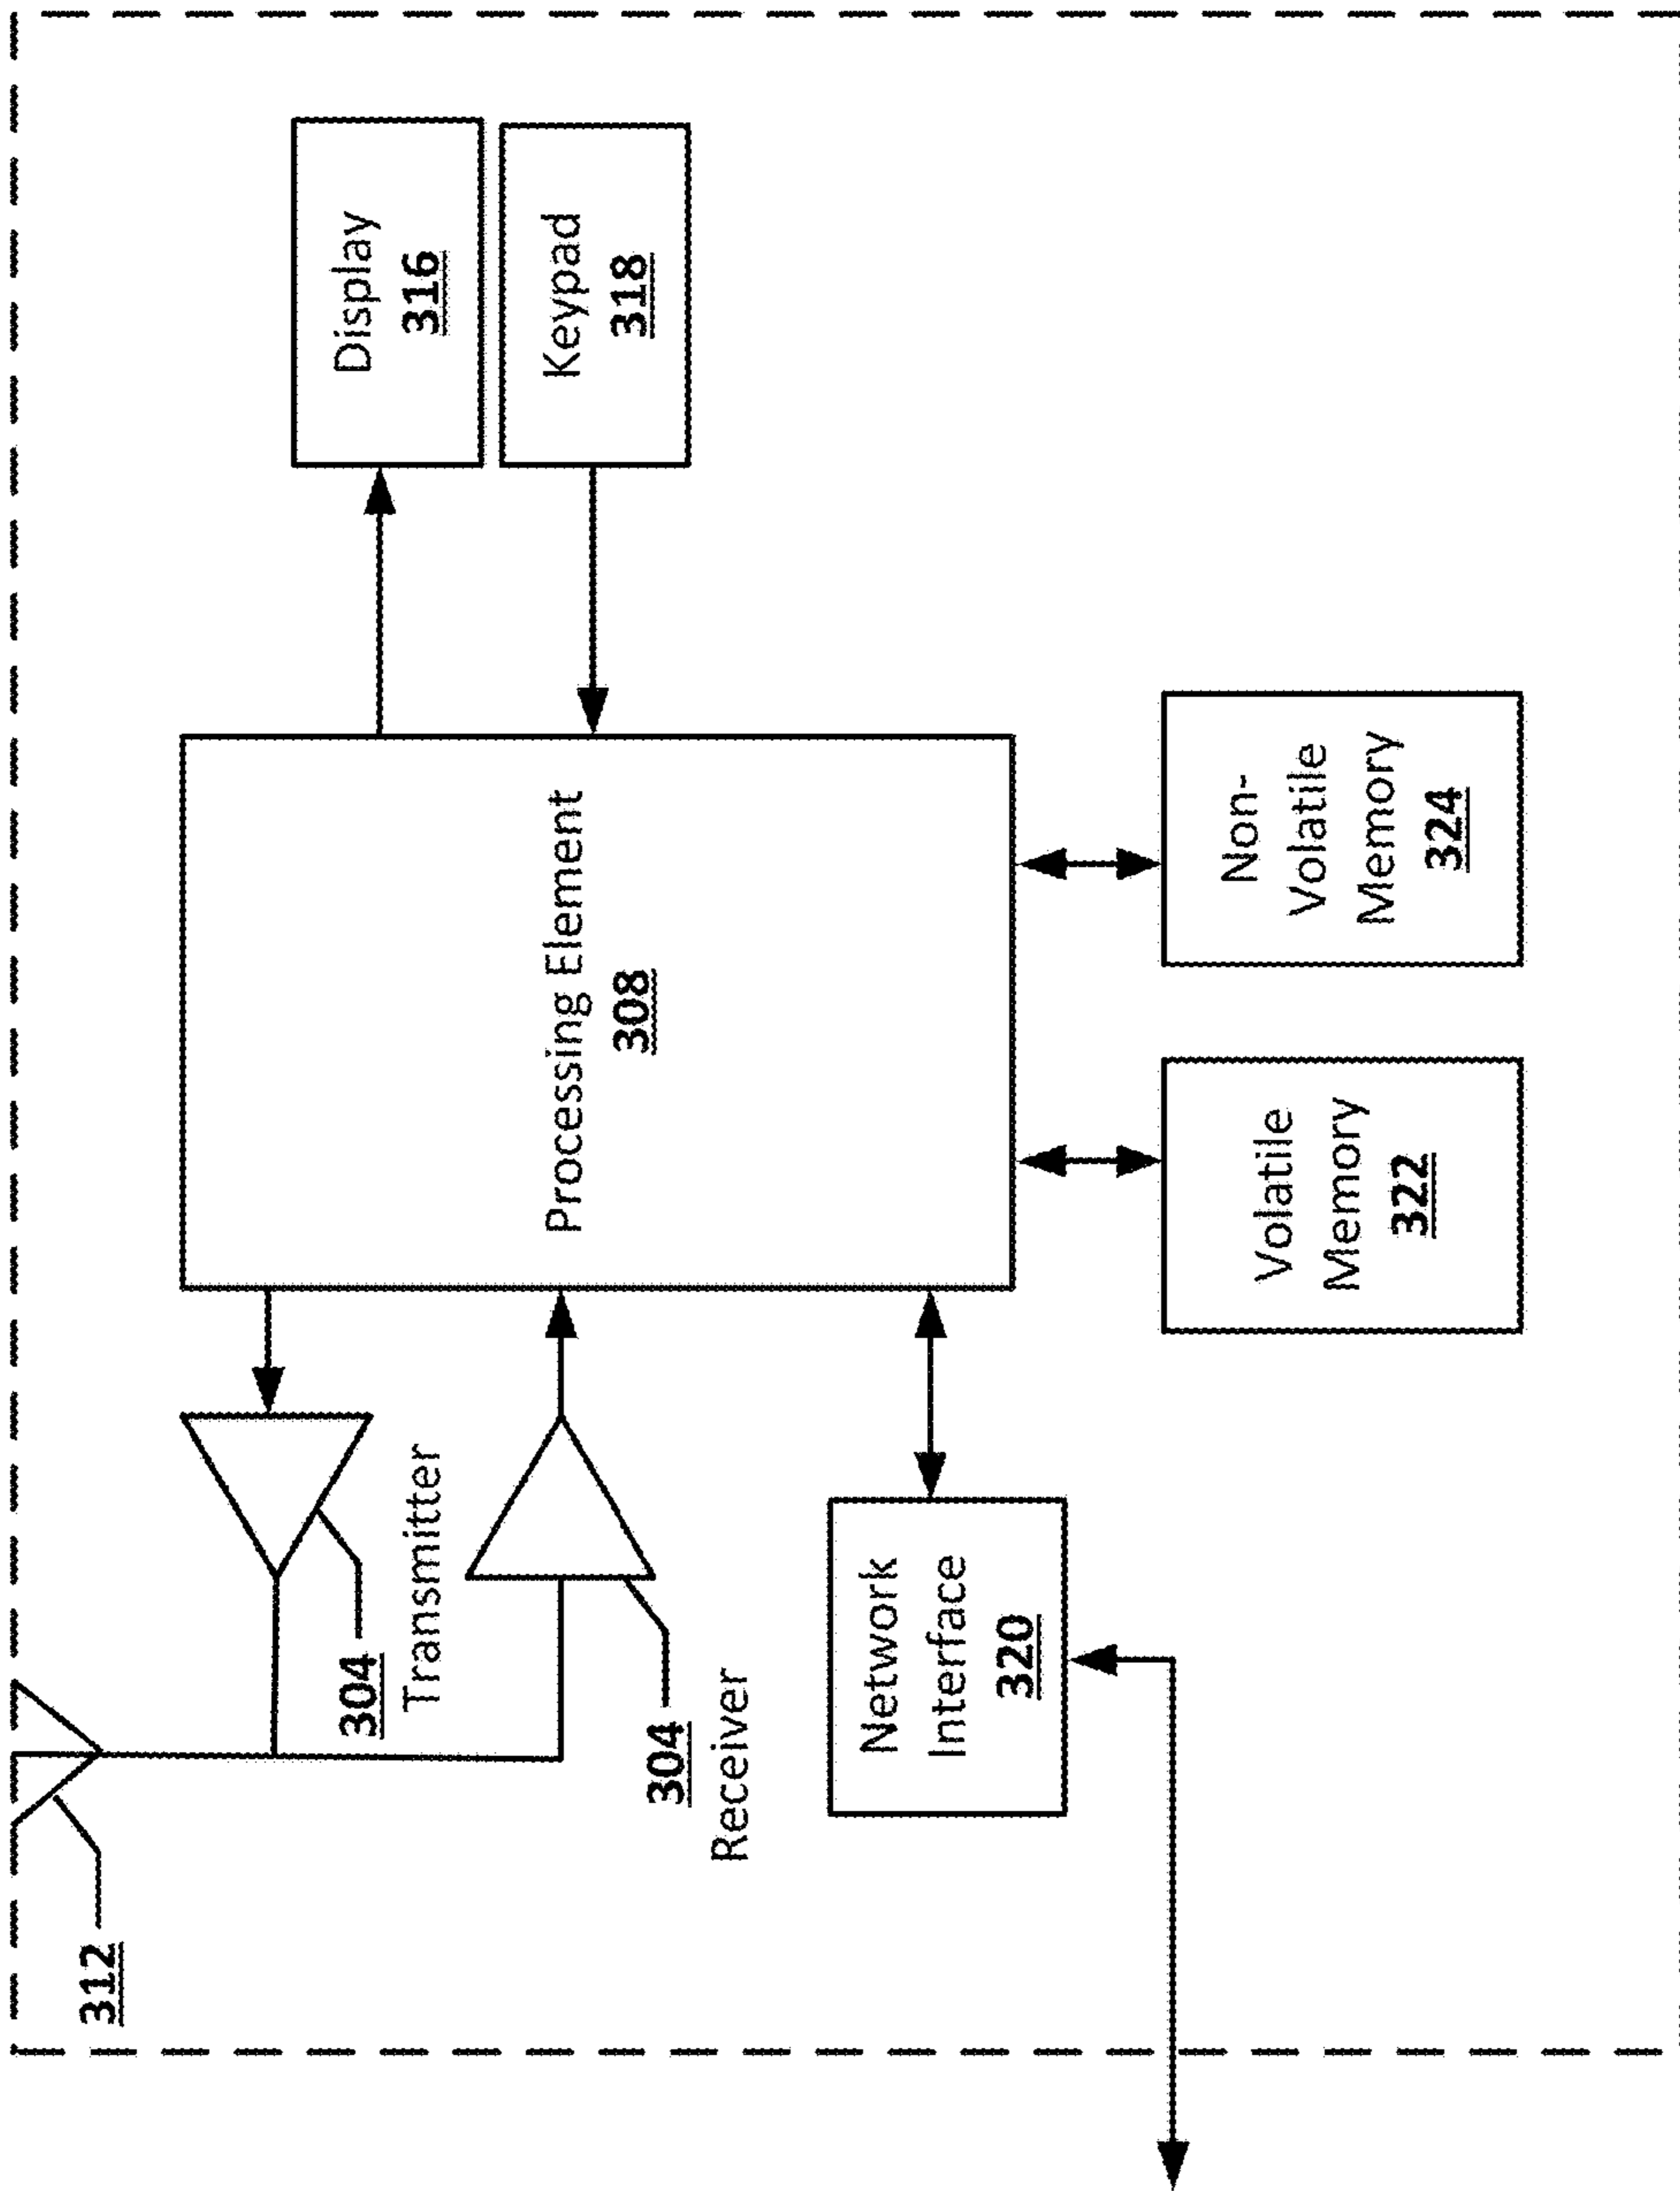 312
304
Transmitter
304
Receiver
Network
Interface
320
Processing Element
308
Display
316
Keypad
318
Volatile
Memory
322
Non-
Volatile
Memory
324